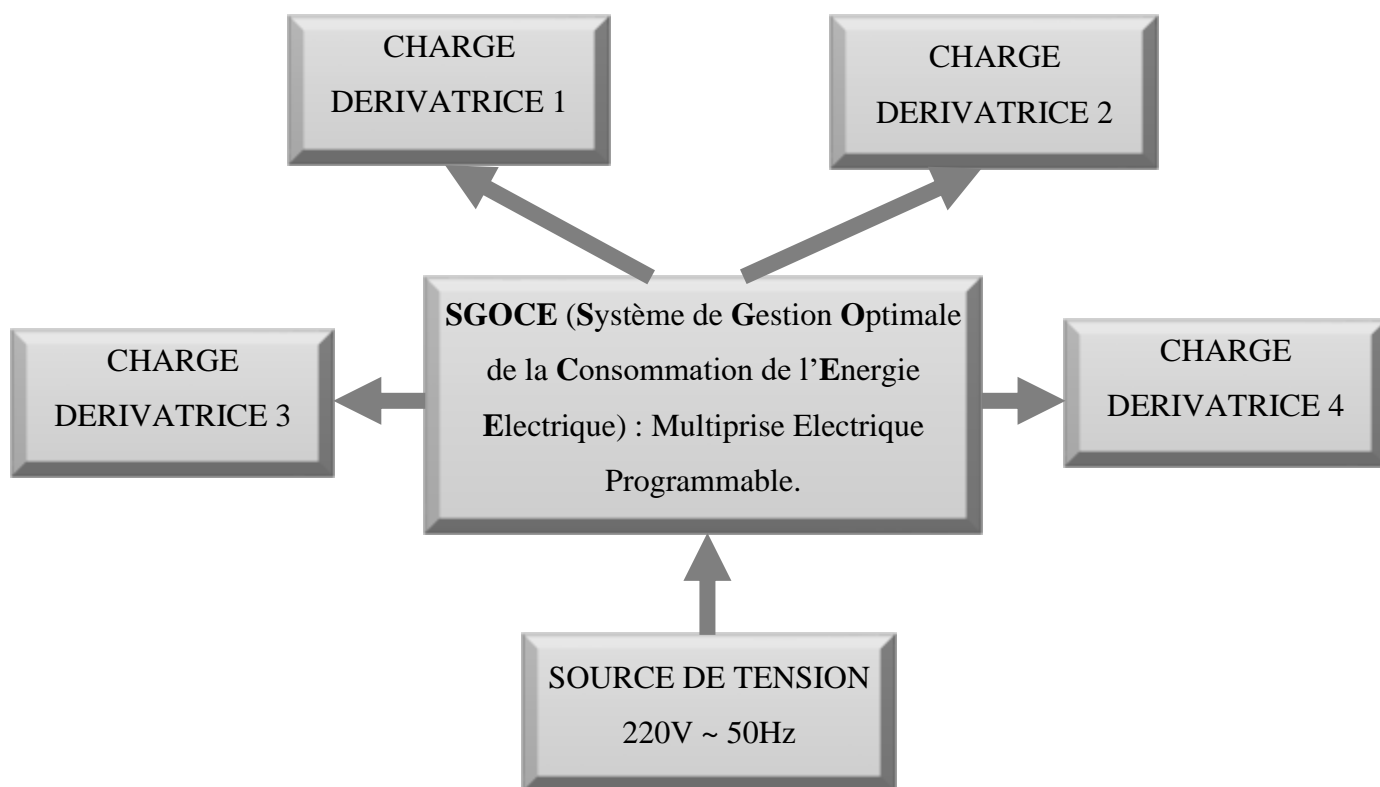 CHARGE
DERIVATRICE 1
CHARGE
DERIVATRICE 2
SGOCE (Système de Gestion Optimale
de la Consommation de l’Energie
Electrique) : Multiprise Electrique
Programmable.
CHARGE
DERIVATRICE 3
CHARGE
DERIVATRICE 4
SOURCE DE TENSION
220V ~ 50Hz